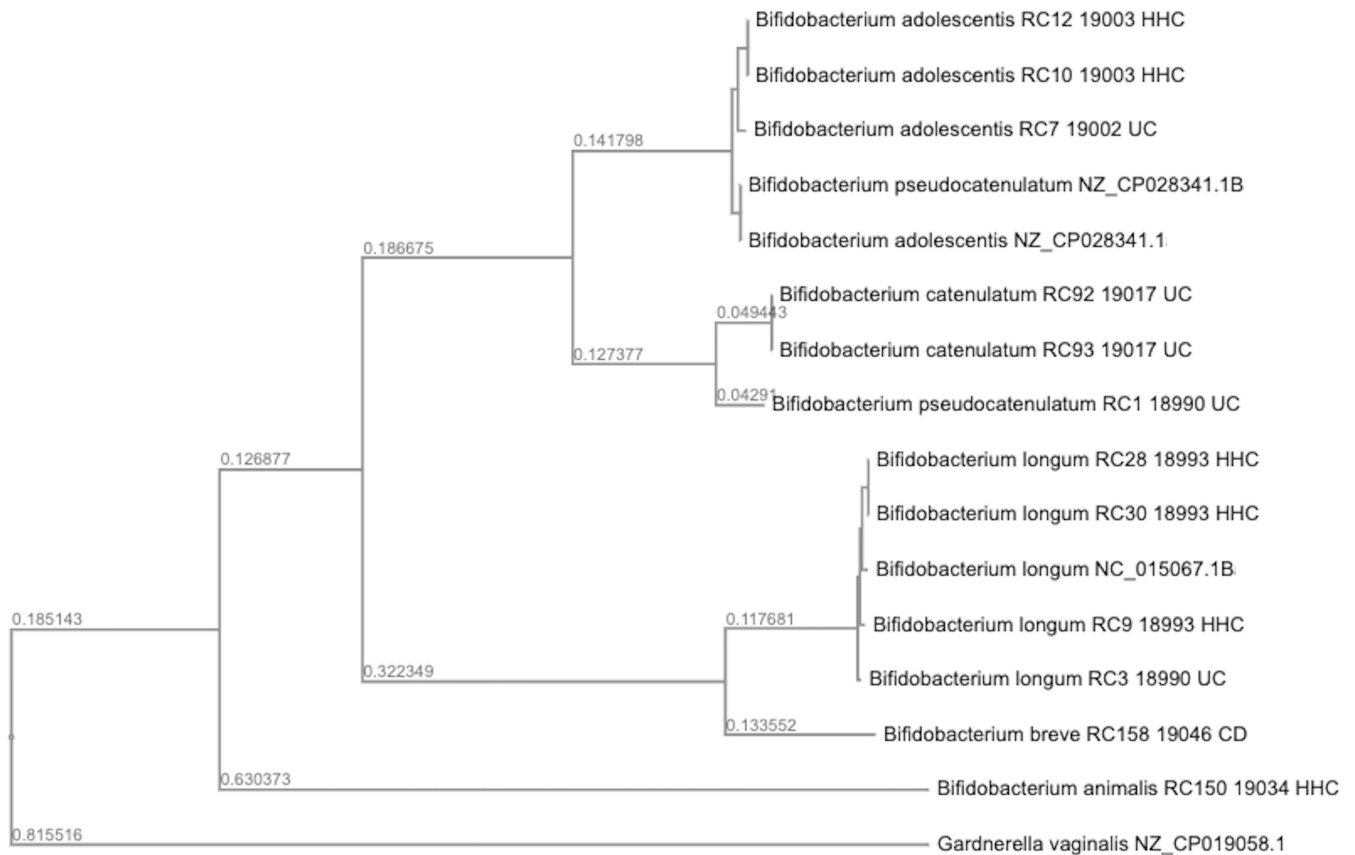 Bifidobacterium adolescentis RC12 19003 HHC
Bifidobacterium adolescentis RC10 19003 HHC
Bifidobacterium adolescentis RC7 19002 UC
0.141798
Bifidobacterium pseudocatenulatum NZ_CP028341.1B
Bifidobacterium adolescentis NZ_CP028341.1
0.186675
Bifidobacterium catenulatum RC92 19017 UC
0.049443
Bifidobacterium catenulatum RC93 19017 UC
0.127377
0.04291
Bifidobacterium pseudocatenulatum RC1 18990 UC
Bifidobacterium longum RC28 18993 HHC
0.126877
Bifidobacterium longum RC30 18993 HHC
Bifidobacterium longum NC_015067.1B
0.185143
0.117681
Bifidobacterium longum RC9 18993 HHC
0.322349
Bifidobacterium longum RC3 18990 UC
0.133552
Bifidobacterium breve RC158 19046 CD
0.630373
Bifidobacterium animalis RC150 19034 HHC
0.815516
Gardnerella vaginalis NZ_CP019058.1